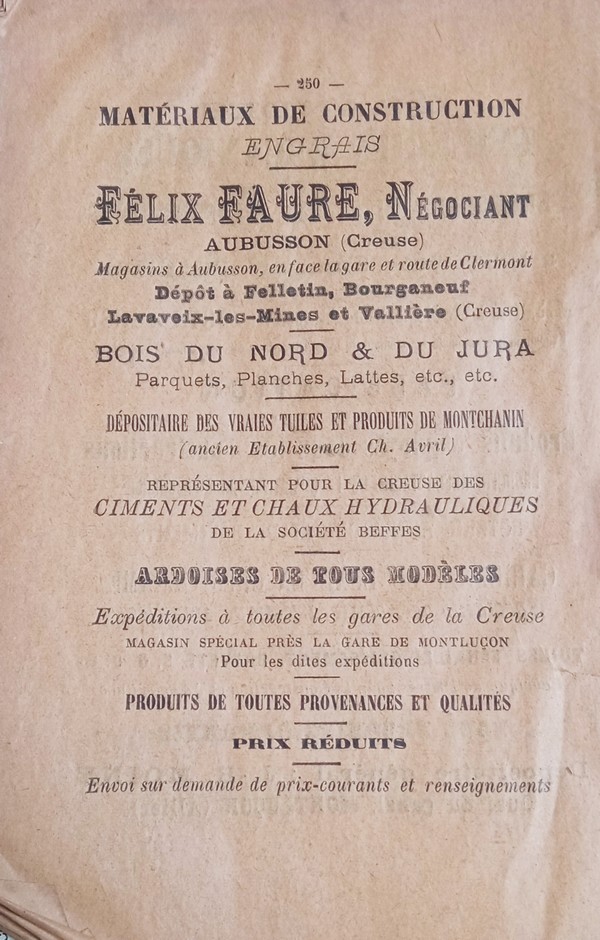 — 250 —
MATÉRIAUX DE CONSTRUCTION
ENGRAIS
FÉLIX FAURE, NÉGOCIANT
AUBUSSON (Creuse)
Magasins à Aubusson, en face la gare et route de Clermont
Dépôt à Felletin, Bourganeuf
Lavaveix-les-Mines et Vallière (Creuse)
BOIS DU NORD & DU JURA
Parquets, Planches, Lattes, etc., etc.
DÉPOSITAIRE DES VRAIES TUILES ET PRODUITS DE MONTCHANIN
(ancien Etablissement Ch. Avril)
REPRÉSENTANT POUR LA CREUSE DES
CIMENTS ET CHAUX HYDRAULIQUES
DE LA SOCIÉTÉ BEFFES
ARDOISES DE TOUS MODÈLES
Expéditions à toutes les gares de la Creuse
MAGASIN SPÉCIAL PRÈS LA GARE DE MONTLUÇON
Pour les dites expéditions
PRODUITS DE TOUTES PROVENANCES ET QUALITÉS
PRIX RÉDUITS
Envoi sur demande de prix-courants et renseignements